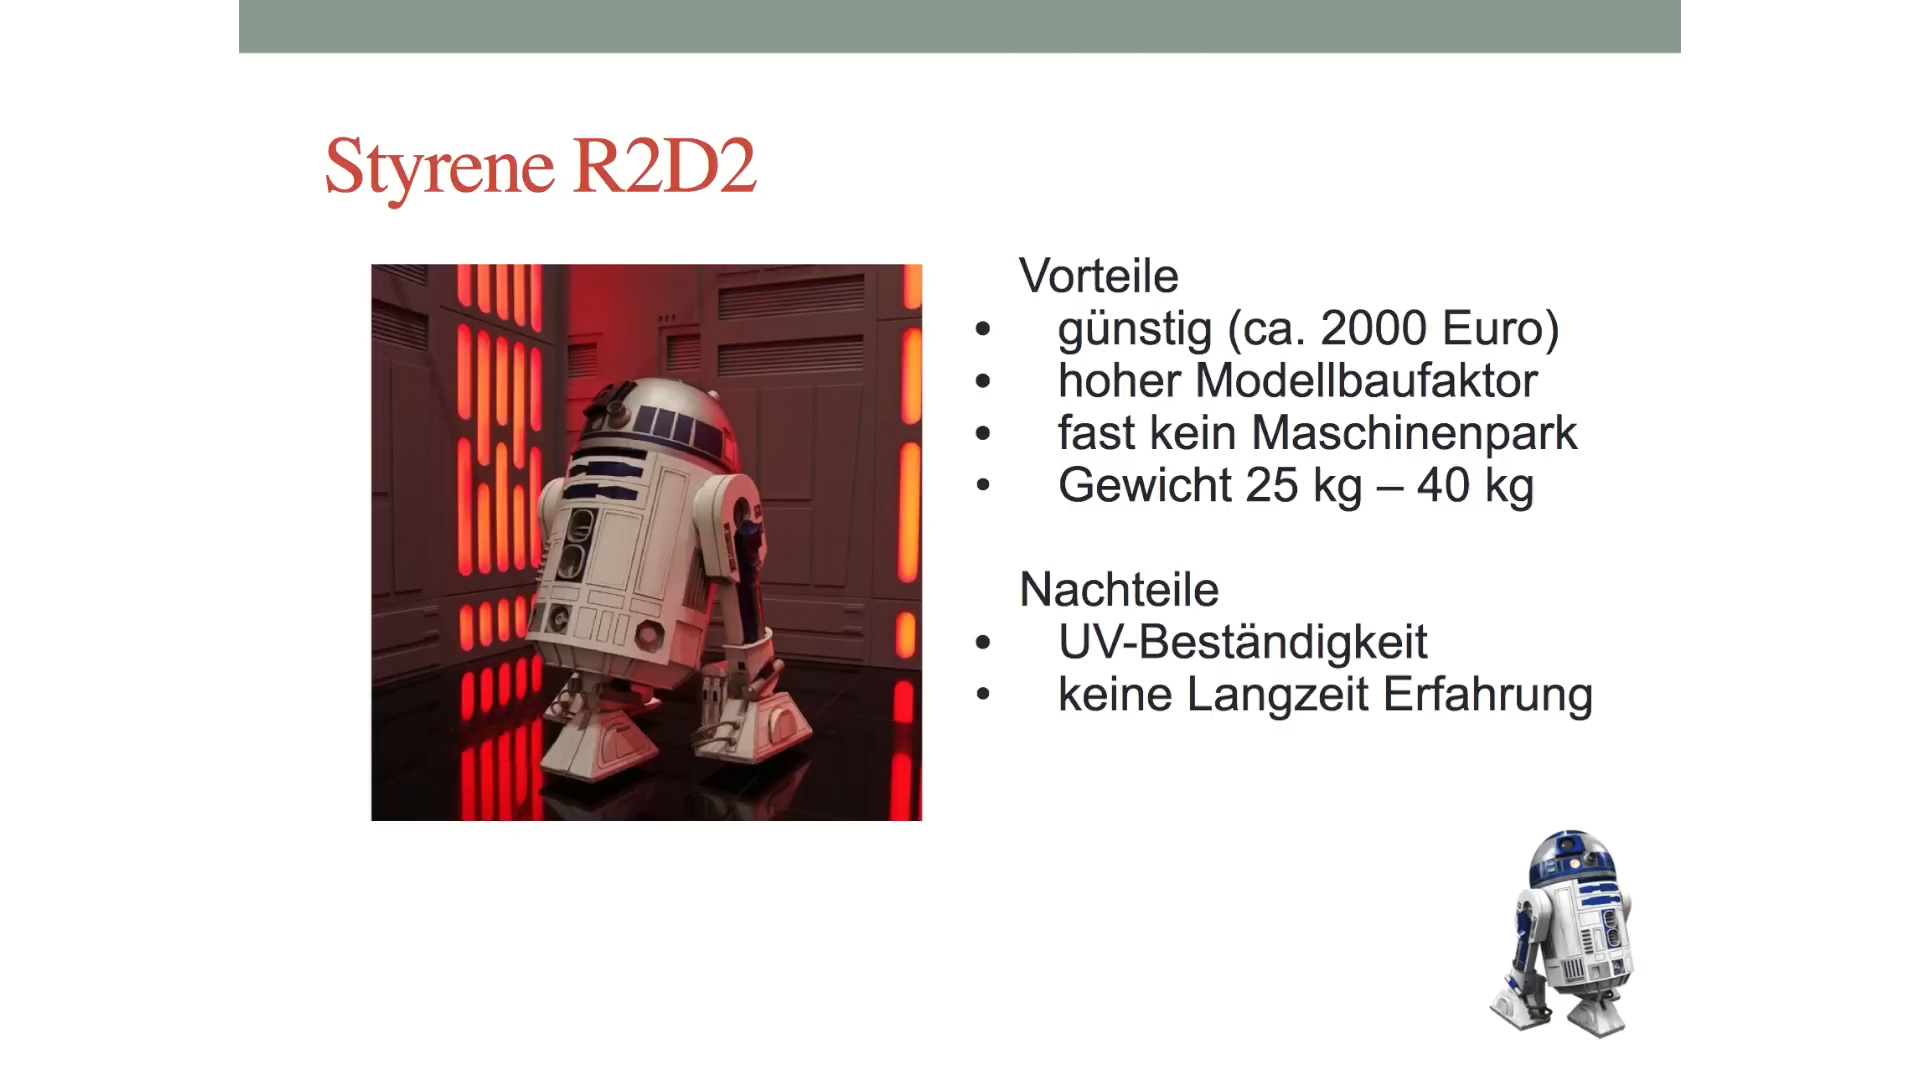 Styrene R2D2
Vorteile
• günstig (ca. 2000 Euro)
• hoher Modellbaufaktor
• fast kein Maschinenpark
• Gewicht 25 kg – 40 kg
Nachteile
• UV-Beständigkeit
• keine Langzeit Erfahrung